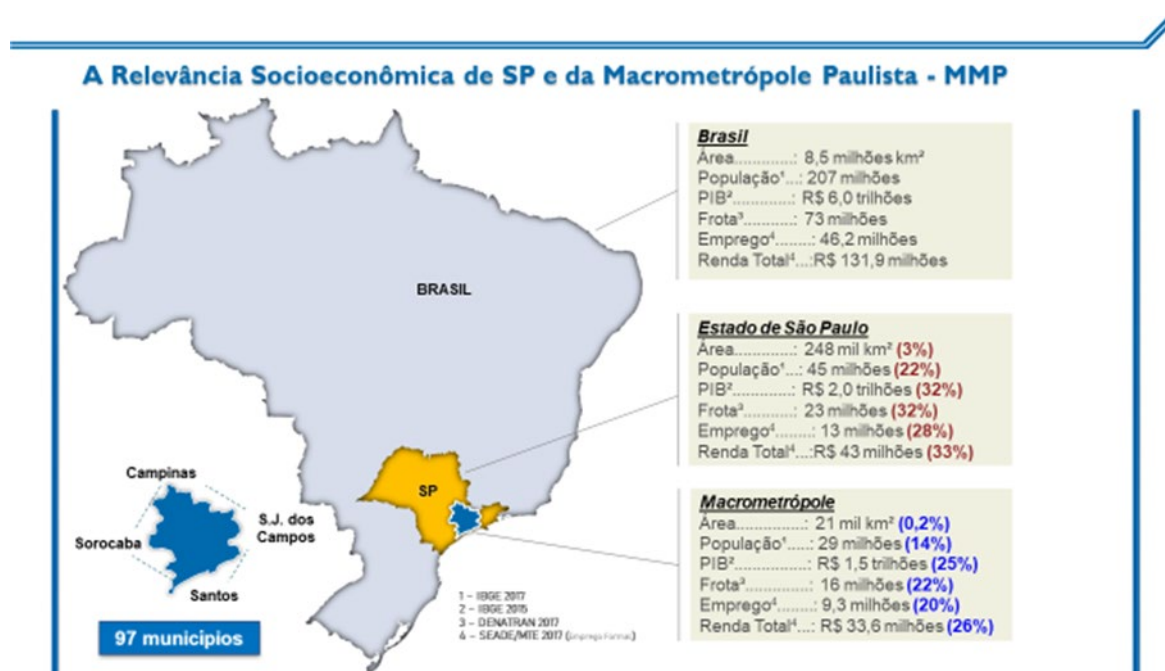 A Relevância Socioeconômica de SP e da Macrometrópole Paulista - MMP
Brasil
Área.............: 8,5 milhões km²
População¹...: 207 milhões
PIB²..............: R$ 6,0 trilhões
Frota³............: 73 milhões
Emprego⁴.........: 46,2 milhões
Renda Total⁴...:R$ 131,9 milhões
BRASIL
Estado de São Paulo
Área.............: 248 mil km² (3%)
População¹...: 45 milhões (22%)
PIB²..............: R$ 2,0 trilhões (32%)
Frota³............: 23 milhões (32%)
Emprego⁴.........: 13 milhões (28%)
Renda Total⁴...:R$ 43 milhões (33%)
SP
Campinas
S.J. dos
Campos
Sorocaba
Santos
97 municipios
Macrometrópole
Área...............: 21 mil km² (0,2%)
População¹.....: 29 milhões (14%)
PIB².................: R$ 1,5 trilhões (25%)
Frota³..............: 16 milhões (22%)
Emprego⁴.........: 9,3 milhões (20%)
Renda Total⁴...: R$ 33,6 milhões (26%)
1 – IBGE 2017
2 – IBGE 2015
3 – DENATRAN 2017
4 – SEADE/MTE 2017 (Emprego Formal)